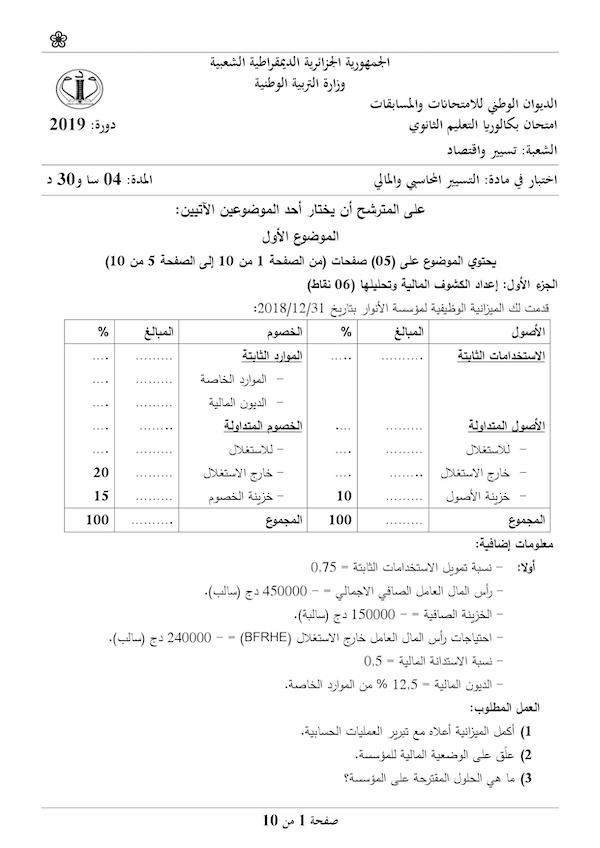 الجمهورية الجزائرية الديمقراطية الشعبية
وزارة التربية الوطنية
الديوان الوطني للامتحانات والمسابقات
امتحان بكالوريا التعليم الثانوي
دورة: 2019
الشعبة: تسيير واقتصاد
اختبار في مادة: التسيير المحاسبي والمالي
المدة: 04 سا و30 د
على المترشح أن يختار أحد الموضوعين الآتيين:
الموضوع الأول
يحتوي الموضوع على (05) صفحات (من الصفحة 1 من 10 إلى الصفحة 5 من 10)
الجزء الأول: إعداد الكشوف المالية وتحليلها (06 نقاط)
قدمت لك الميزانية الوظيفية لمؤسسة الأنوار بتاريخ 2018/12/31:
الأصول المبالغ % الخصوم المبالغ %
الاستخدامات الثابتة .......... ..... الموارد الثابتة ......... ....
- الموارد الخاصة ......... ....
- الديون المالية ......... ....
الأصول المتداولة ......... .... الخصوم المتداولة ........ ....
- للاستغلال ......... .... - للاستغلال ......... ....
- خارج الاستغلال ........ .... - خارج الاستغلال ......... 20
- خزينة الأصول ......... 10 - خزينة الخصوم ......... 15
المجموع ......... 100 المجموع .......... 100
معلومات إضافية:
أولا: - نسبة تمويل الاستخدامات الثابتة = 0,75
- رأس المال العامل الصافي الاجمالي = - 450000 دج (سالب).
- الخزينة الصافية = - 150000 دج (سالبة).
- احتياجات رأس المال العامل خارج الاستغلال (BFRHE) = - 240000 دج (سالب).
- نسبة الاستدانة المالية = 0,5
- الديون المالية = 12,5 % من الموارد الخاصة.
العمل المطلوب:
1) أكمل الميزانية أعلاه مع تبرير العمليات الحسابية.
2) علّق على الوضعية المالية للمؤسسة.
3) ما هي الحلول المقترحة على المؤسسة؟
صفحة 1 من 10